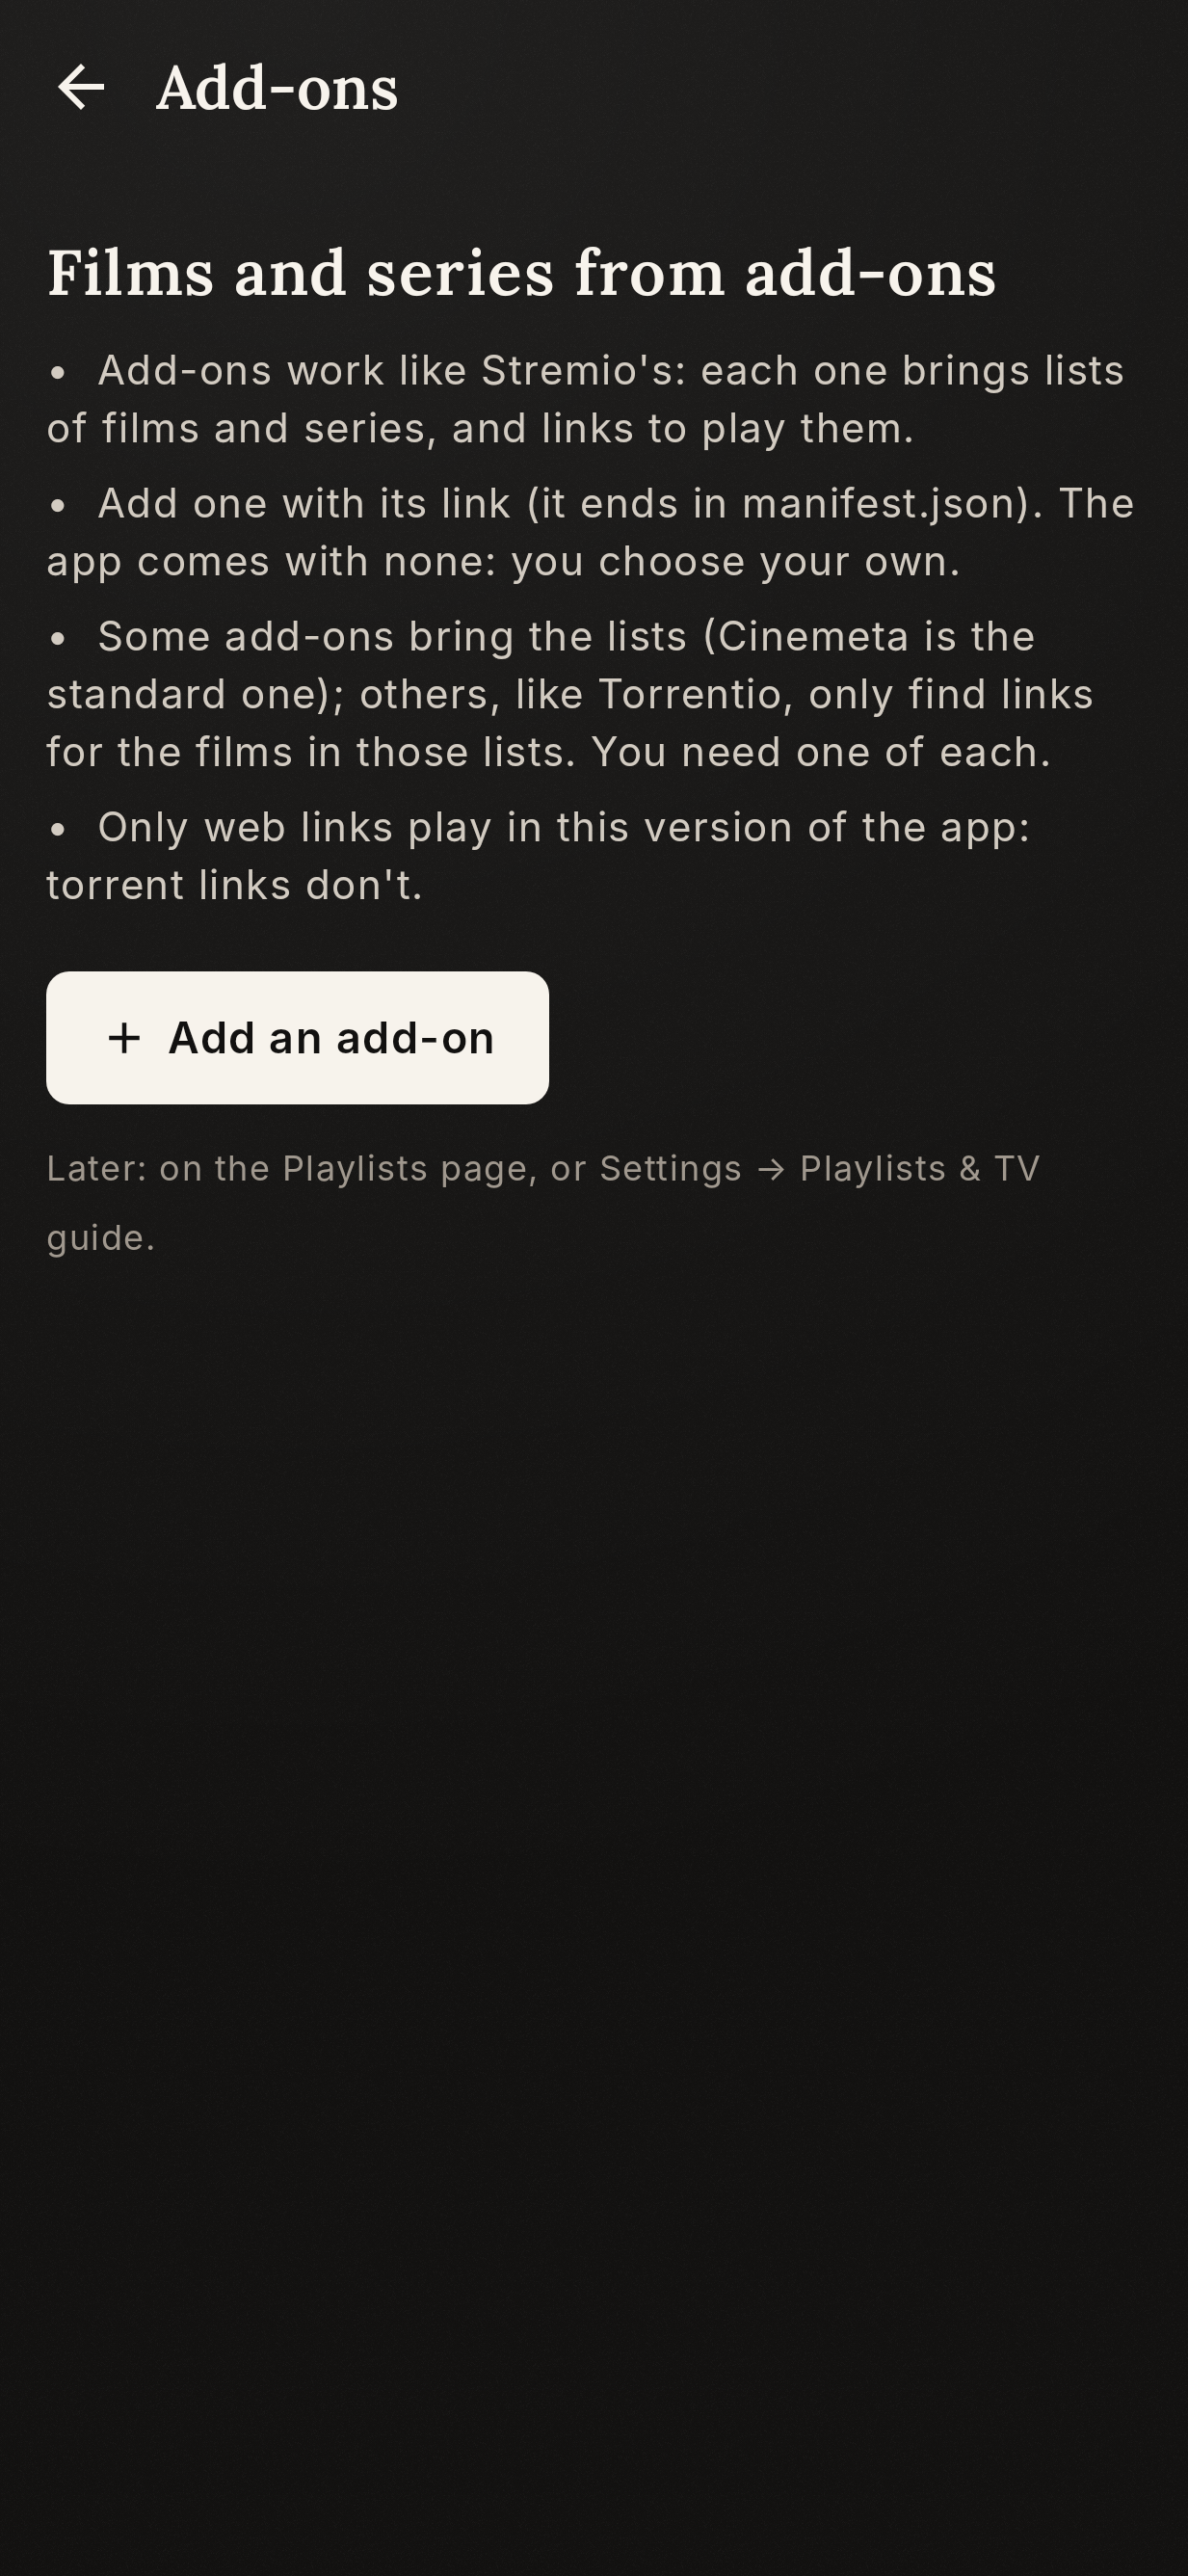 Add-ons
Films and series from add-ons
• Add-ons work like Stremio's: each one brings lists
of films and series, and links to play them.
• Add one with its link (it ends in manifest.json). The
app comes with none: you choose your own.
• Some add-ons bring the lists (Cinemeta is the
standard one); others, like Torrentio, only find links
for the films in those lists. You need one of each.
• Only web links play in this version of the app:
torrent links don't.
+ Add an add-on
Later: on the Playlists page, or Settings → Playlists & TV
guide.